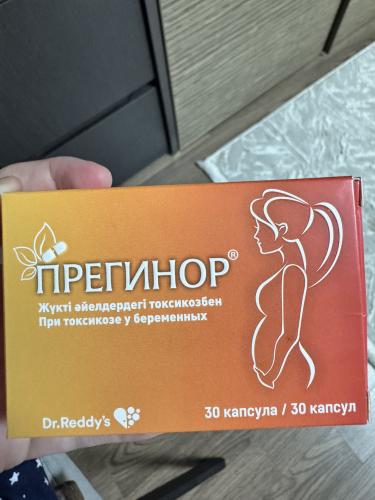 ПРЕГИНОР®
Жүкті әйелдердегі токсикозбен
При токсикозе у беременных
Dr.Reddy's
30 капсула / 30 капсул